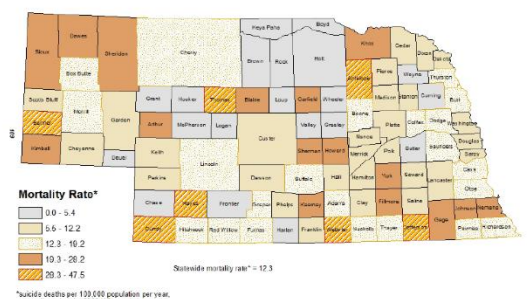 Keya Paha
Boyd
Sioux
Dawes
Sheridan
Cherry
Knox
Cedar
Dixon
Dakota
Brown
Rock
Holt
Box Butte
Antelope
Pierce
Wayne
Thurston
Scotts Bluff
Grant
Hooker
Thomas
Blaine
Loup
Garfield
Wheeler
Madison
Stanton
Cuming
Burt
Morrill
Garden
Boone
Banner
Arthur
McPherson
Logan
Valley
Greeley
Platte
Colfax
Dodge
Washington
Custer
Nance
Kimball
Cheyenne
Keith
Sherman
Howard
Merrick
Polk
Butler
Saunders
Douglas
Sarpy
Deuel
Lincoln
Perkins
Dawson
Buffalo
Hall
Hamilton
York
Seward
Lancaster
Cass
Otoe
Mortality Rate*
Chase
Hayes
Frontier
Gosper
Phelps
Kearney
Adams
Clay
Fillmore
Saline
0.0 - 5.4
5.5 - 12.2
Johnson
Nemaha
Gage
12.3 - 19.2
Dundy
Hitchcock
Red Willow
Furnas
Harlan
Franklin
Webster
Nuckolls
Thayer
Jefferson
Pawnee
Richardson
19.3 - 28.2
28.3 - 47.5
Statewide mortality rate* = 12.3
*suicide deaths per 100,000 population per year.